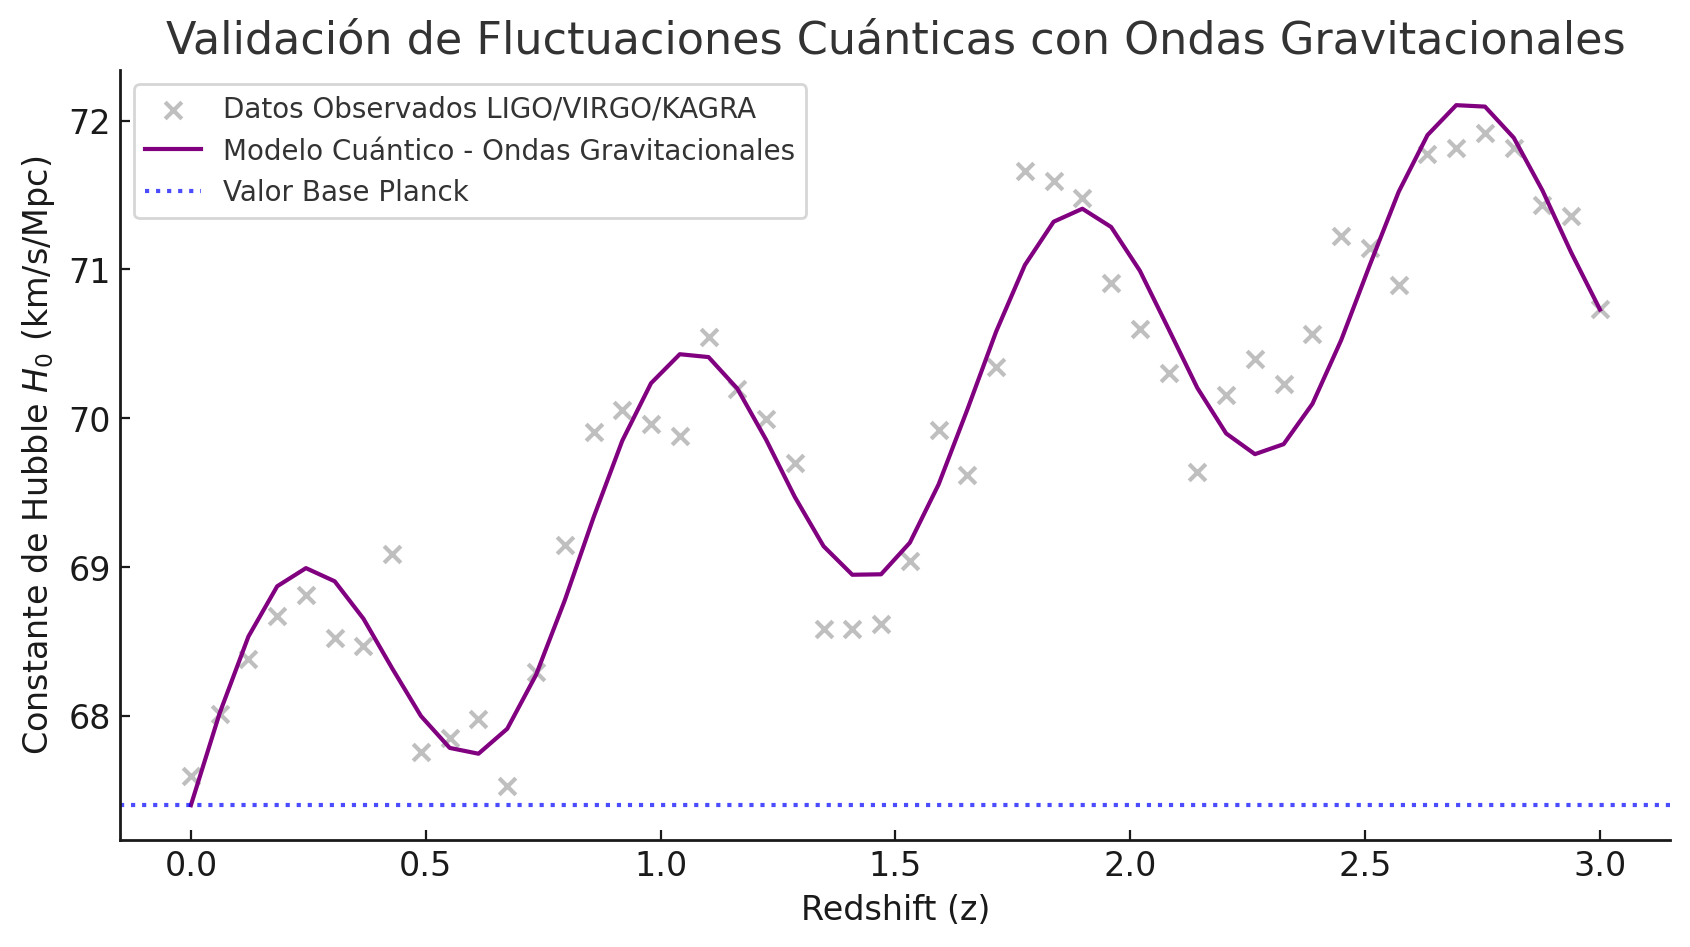 Validación de Fluctuaciones Cuánticas con Ondas Gravitacionales
Datos Observados LIGO/VIRGO/KAGRA
Modelo Cuántico - Ondas Gravitacionales
Valor Base Planck
Constante de Hubble H₀ (km/s/Mpc)
72
71
70
69
68
0.0 0.5 1.0 1.5 2.0 2.5 3.0
Redshift (z)